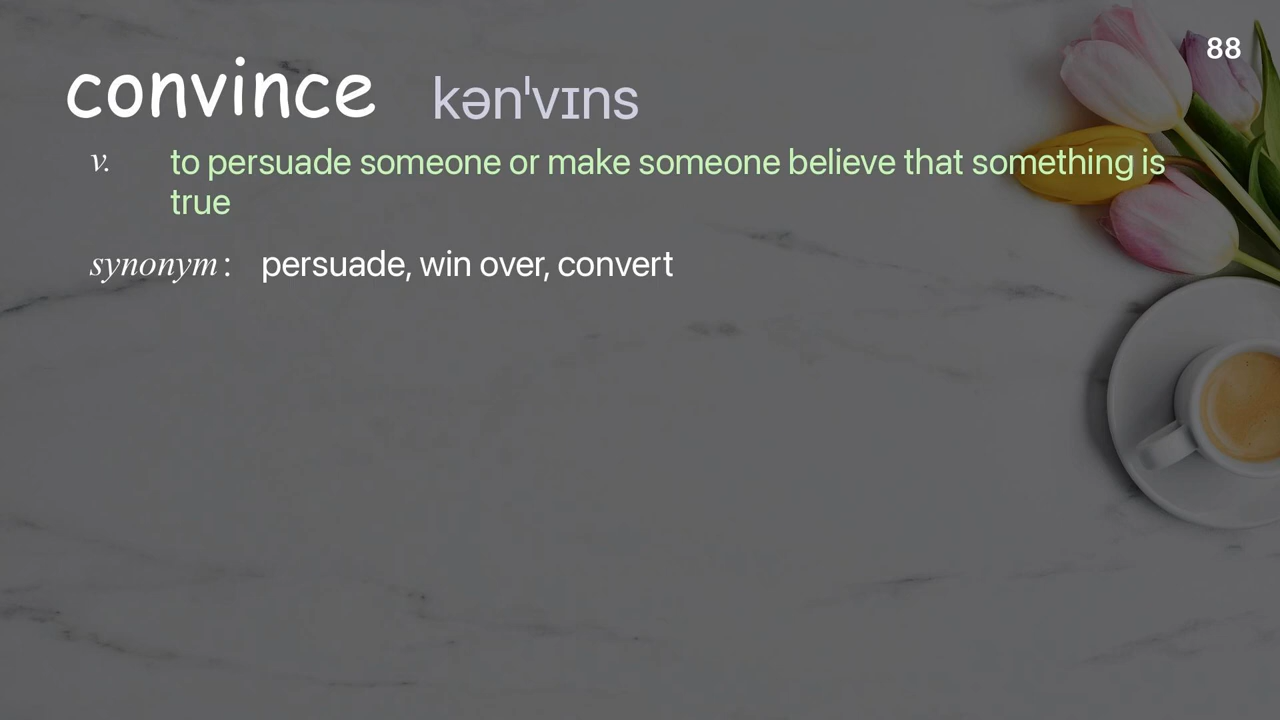 88
convince kən'vɪns
v. to persuade someone or make someone believe that something is
true
synonym : persuade, win over, convert